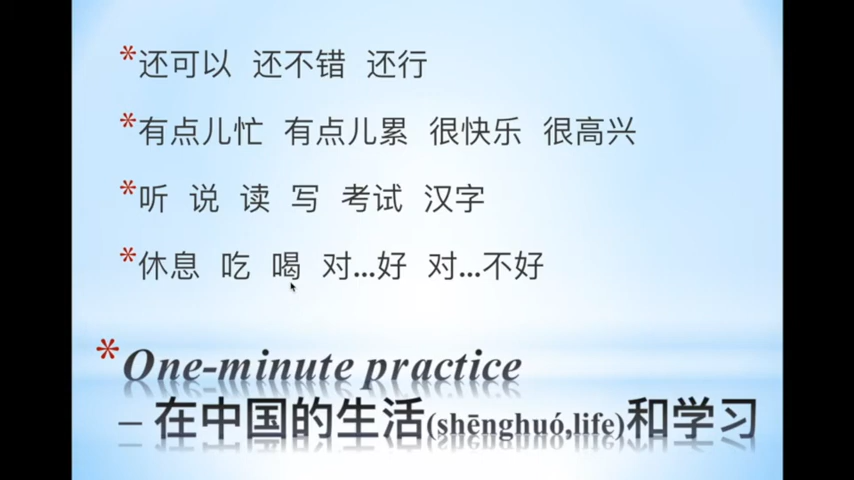 *还可以 还不错 还行
*有点儿忙 有点儿累 很快乐 很高兴
*听 说 读 写 考试 汉字
*休息 吃 喝 对...好 对...不好
*One-minute practice
– 在中国的生活(shēnghuó,life)和学习